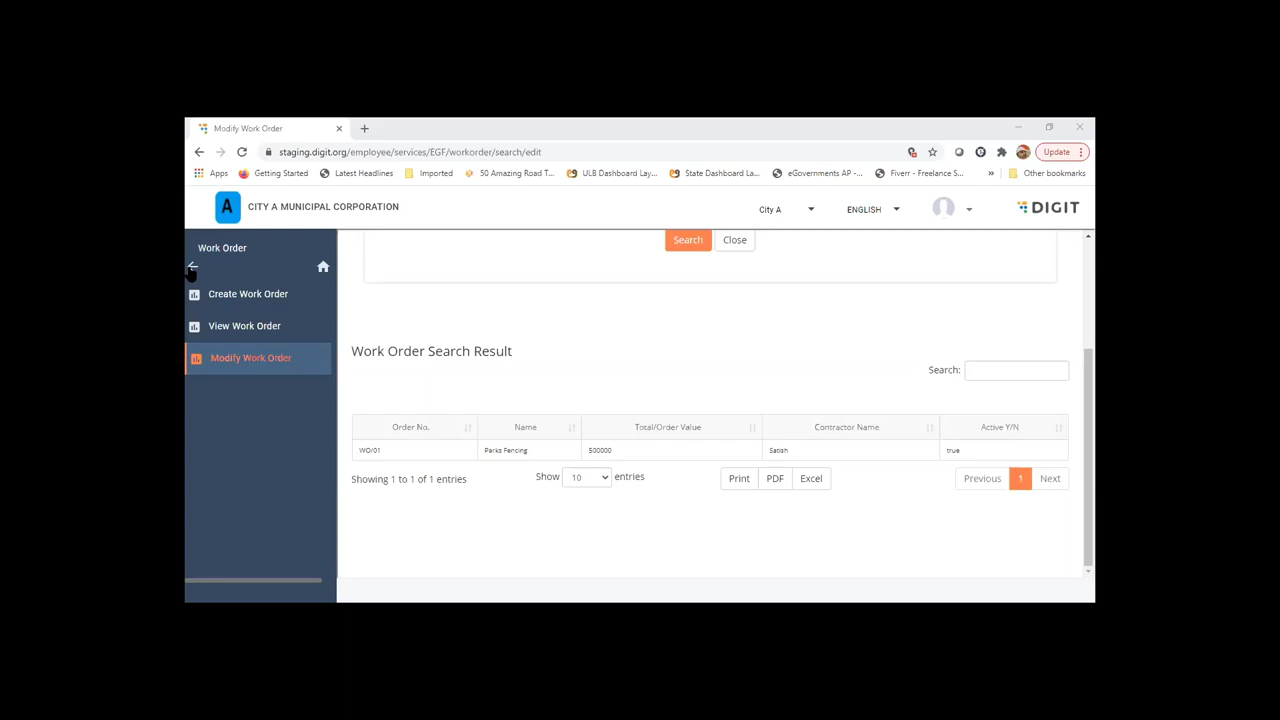 Modify Work Order
staging.digit.org/employee/services/EGF/workorder/search/edit
Update
Apps Getting Started Latest Headlines Imported 50 Amazing Road T... ULB Dashboard Lay... State Dashboard La... eGovernments AP -... Fiverr - Freelance S... » Other bookmarks
A CITY A MUNICIPAL CORPORATION City A ENGLISH DIGIT
Work Order
Create Work Order
View Work Order
Modify Work Order
Search Close
Work Order Search Result
Search:
Order No. Name Total/Order Value Contractor Name Active Y/N
WO/01 Parks Fencing 500000 Satish true
Showing 1 to 1 of 1 entries Show 10 entries Print PDF Excel Previous 1 Next